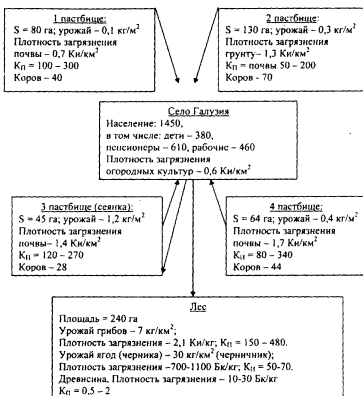 1 пастбище:
S = 80 га; урожай – 0,1 кг/м²
Плотность загрязнения
почвы – 0,7 Ки/км²
Кп = 100 – 300
Коров – 40
2 пастбище:
S = 130 га; урожай – 0,3 кг/м²
Плотность загрязнения
грунту – 1,3 Ки/км²
Кп = почвы 50 – 200
Коров - 70
Село Галузия
Население: 1450,
в том числе: дети – 380,
пенсионеры – 610, рабочие - 460
Плотность загрязнения
огородных культур – 0,6 Ки/км²
3 пастбище (сеянка):
S = 45 га; урожай – 1,2 кг/м²
Плотность загрязнения
почвы– 1,4 Ки/км²
Кп = 120 – 270
Коров – 28
4 пастбище:
S = 64 га; урожай – 0,4 кг/м²
Плотность загрязнения
почвы – 1,7 Ки/км²
Кп = 80 – 340
Коров – 44
Лес
Площадь = 240 га
Урожай грибов – 7 кг/км²;
Плотность загрязнения – 2,1 Ки/кг; Кп = 150 – 480.
Урожай ягод (черника) – 30 кг/км² (черничник);
Плотность загрязнения –700-1100 Бк/кг; Кп = 50-70.
Древисина, Плотность загрязнения – 10-30 Бк/кг
Кп = 0,5 – 2